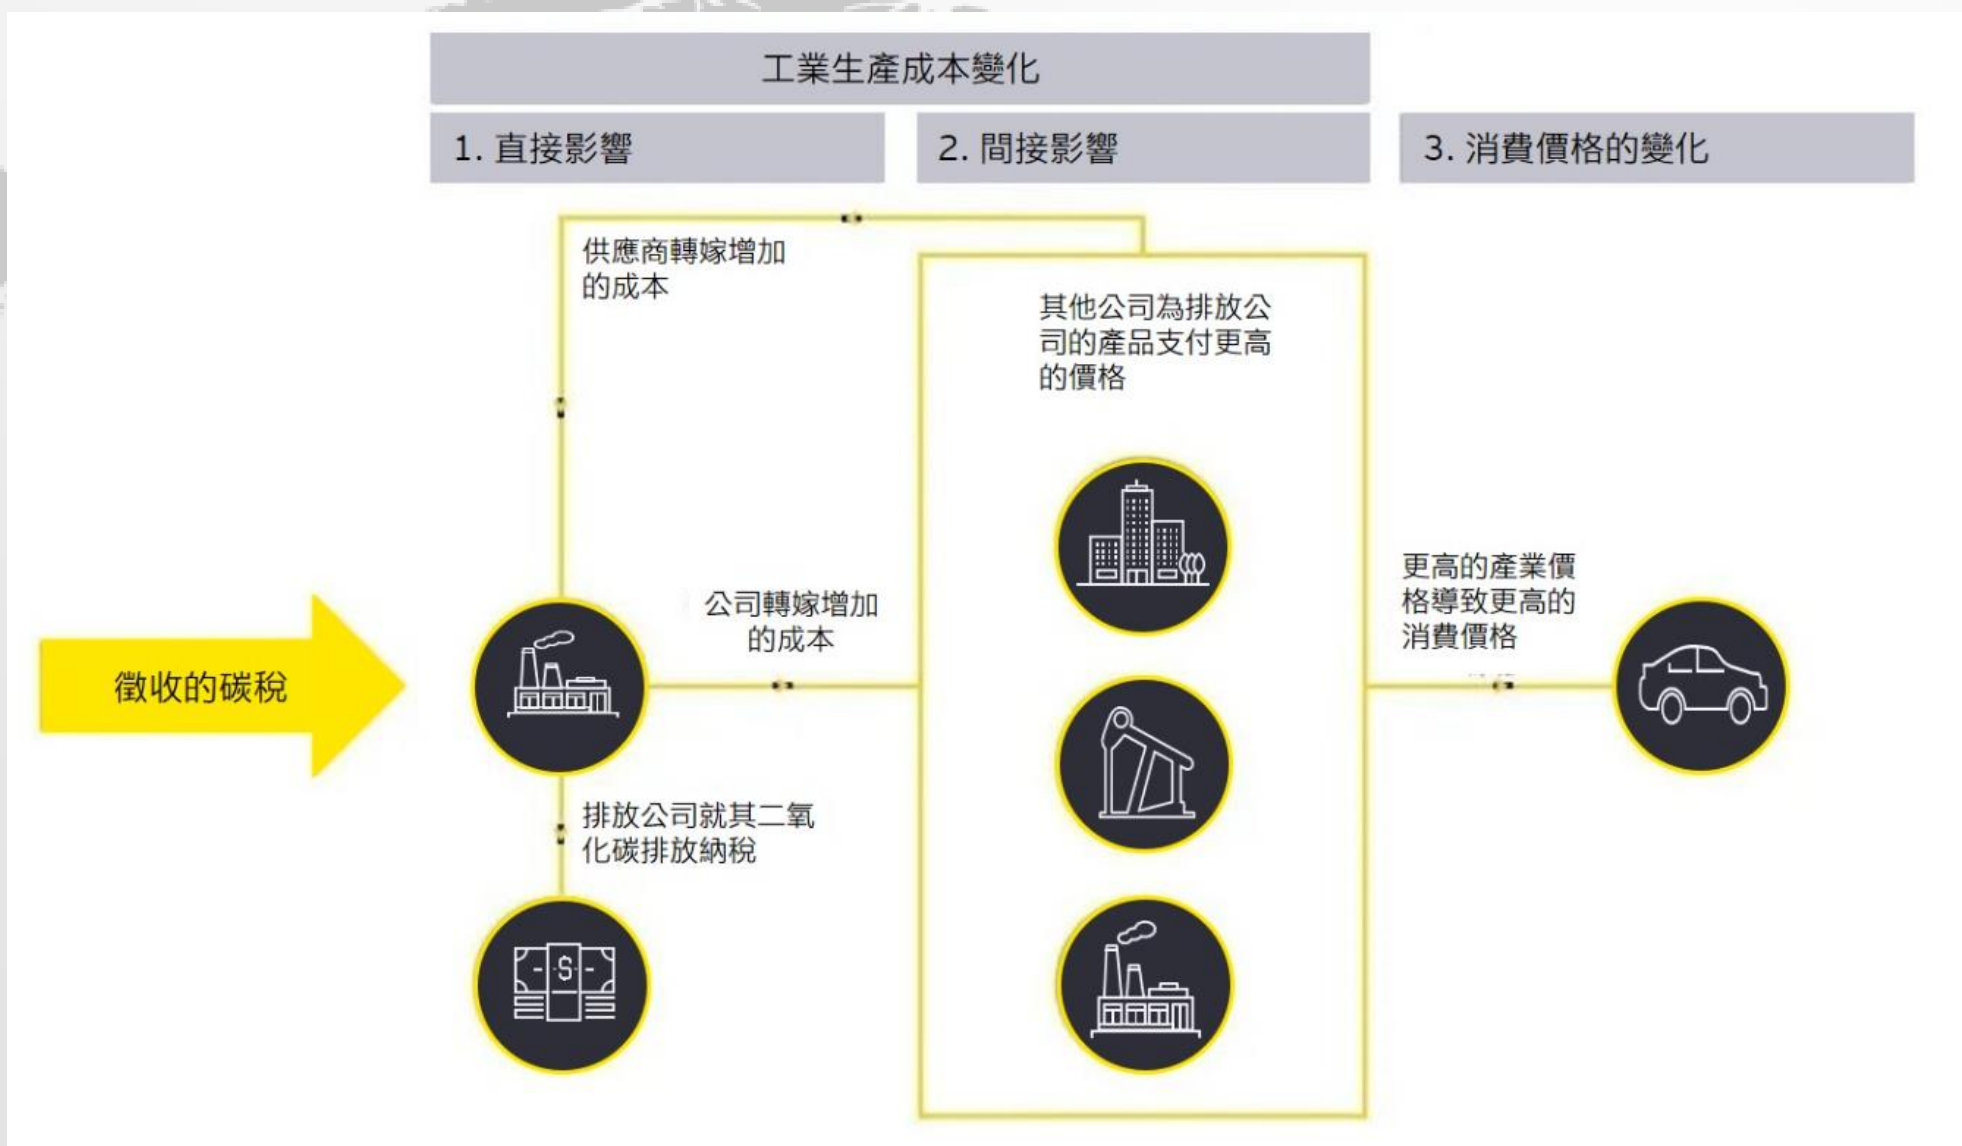 工業生產成本變化
1. 直接影響
2. 間接影響
3. 消費價格的變化
供應商轉嫁增加
的成本
其他公司為排放公
司的產品支付更高
的價格
公司轉嫁增加
的成本
更高的產業價
格導致更高的
消費價格
徵收的碳稅
排放公司就其二氧
化碳排放納稅
$